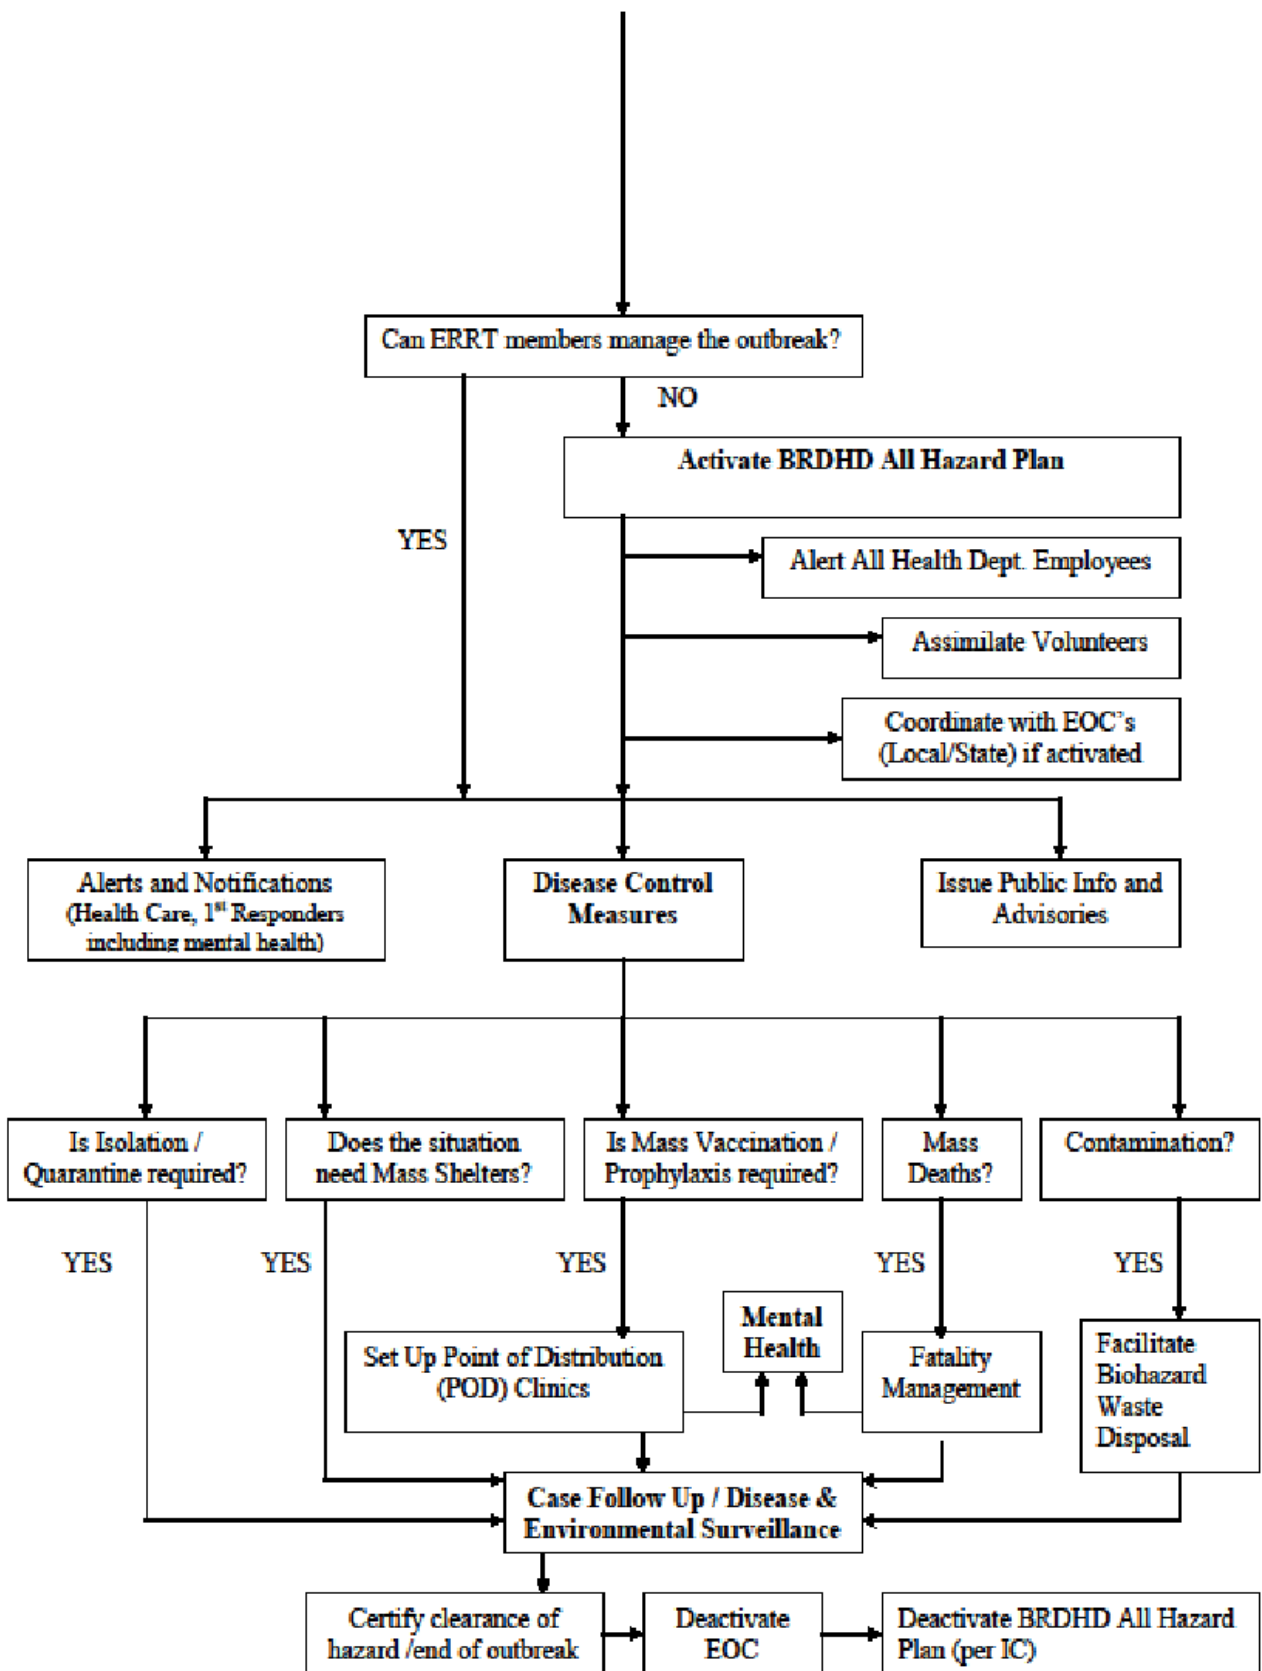 Can ERRT members manage the outbreak?
NO
Activate BRDHD All Hazard Plan
YES
Alert All Health Dept. Employees
Assimilate Volunteers
Coordinate with EOC's
(Local/State) if activated
Alerts and Notifications
(Health Care, 1st Responders
including mental health)
Disease Control
Measures
Issue Public Info and
Advisories
Is Isolation /
Quarantine required?
Does the situation
need Mass Shelters?
Is Mass Vaccination /
Prophylaxis required?
Mass
Deaths?
Contamination?
YES
YES
YES
YES
YES
Mental
Health
Set Up Point of Distribution
(POD) Clinics
Fatality
Management
Facilitate
Biohazard
Waste
Disposal
Case Follow Up / Disease &
Environmental Surveillance
Certify clearance of
hazard /end of outbreak
Deactivate
EOC
Deactivate BRDHD All Hazard
Plan (per IC)